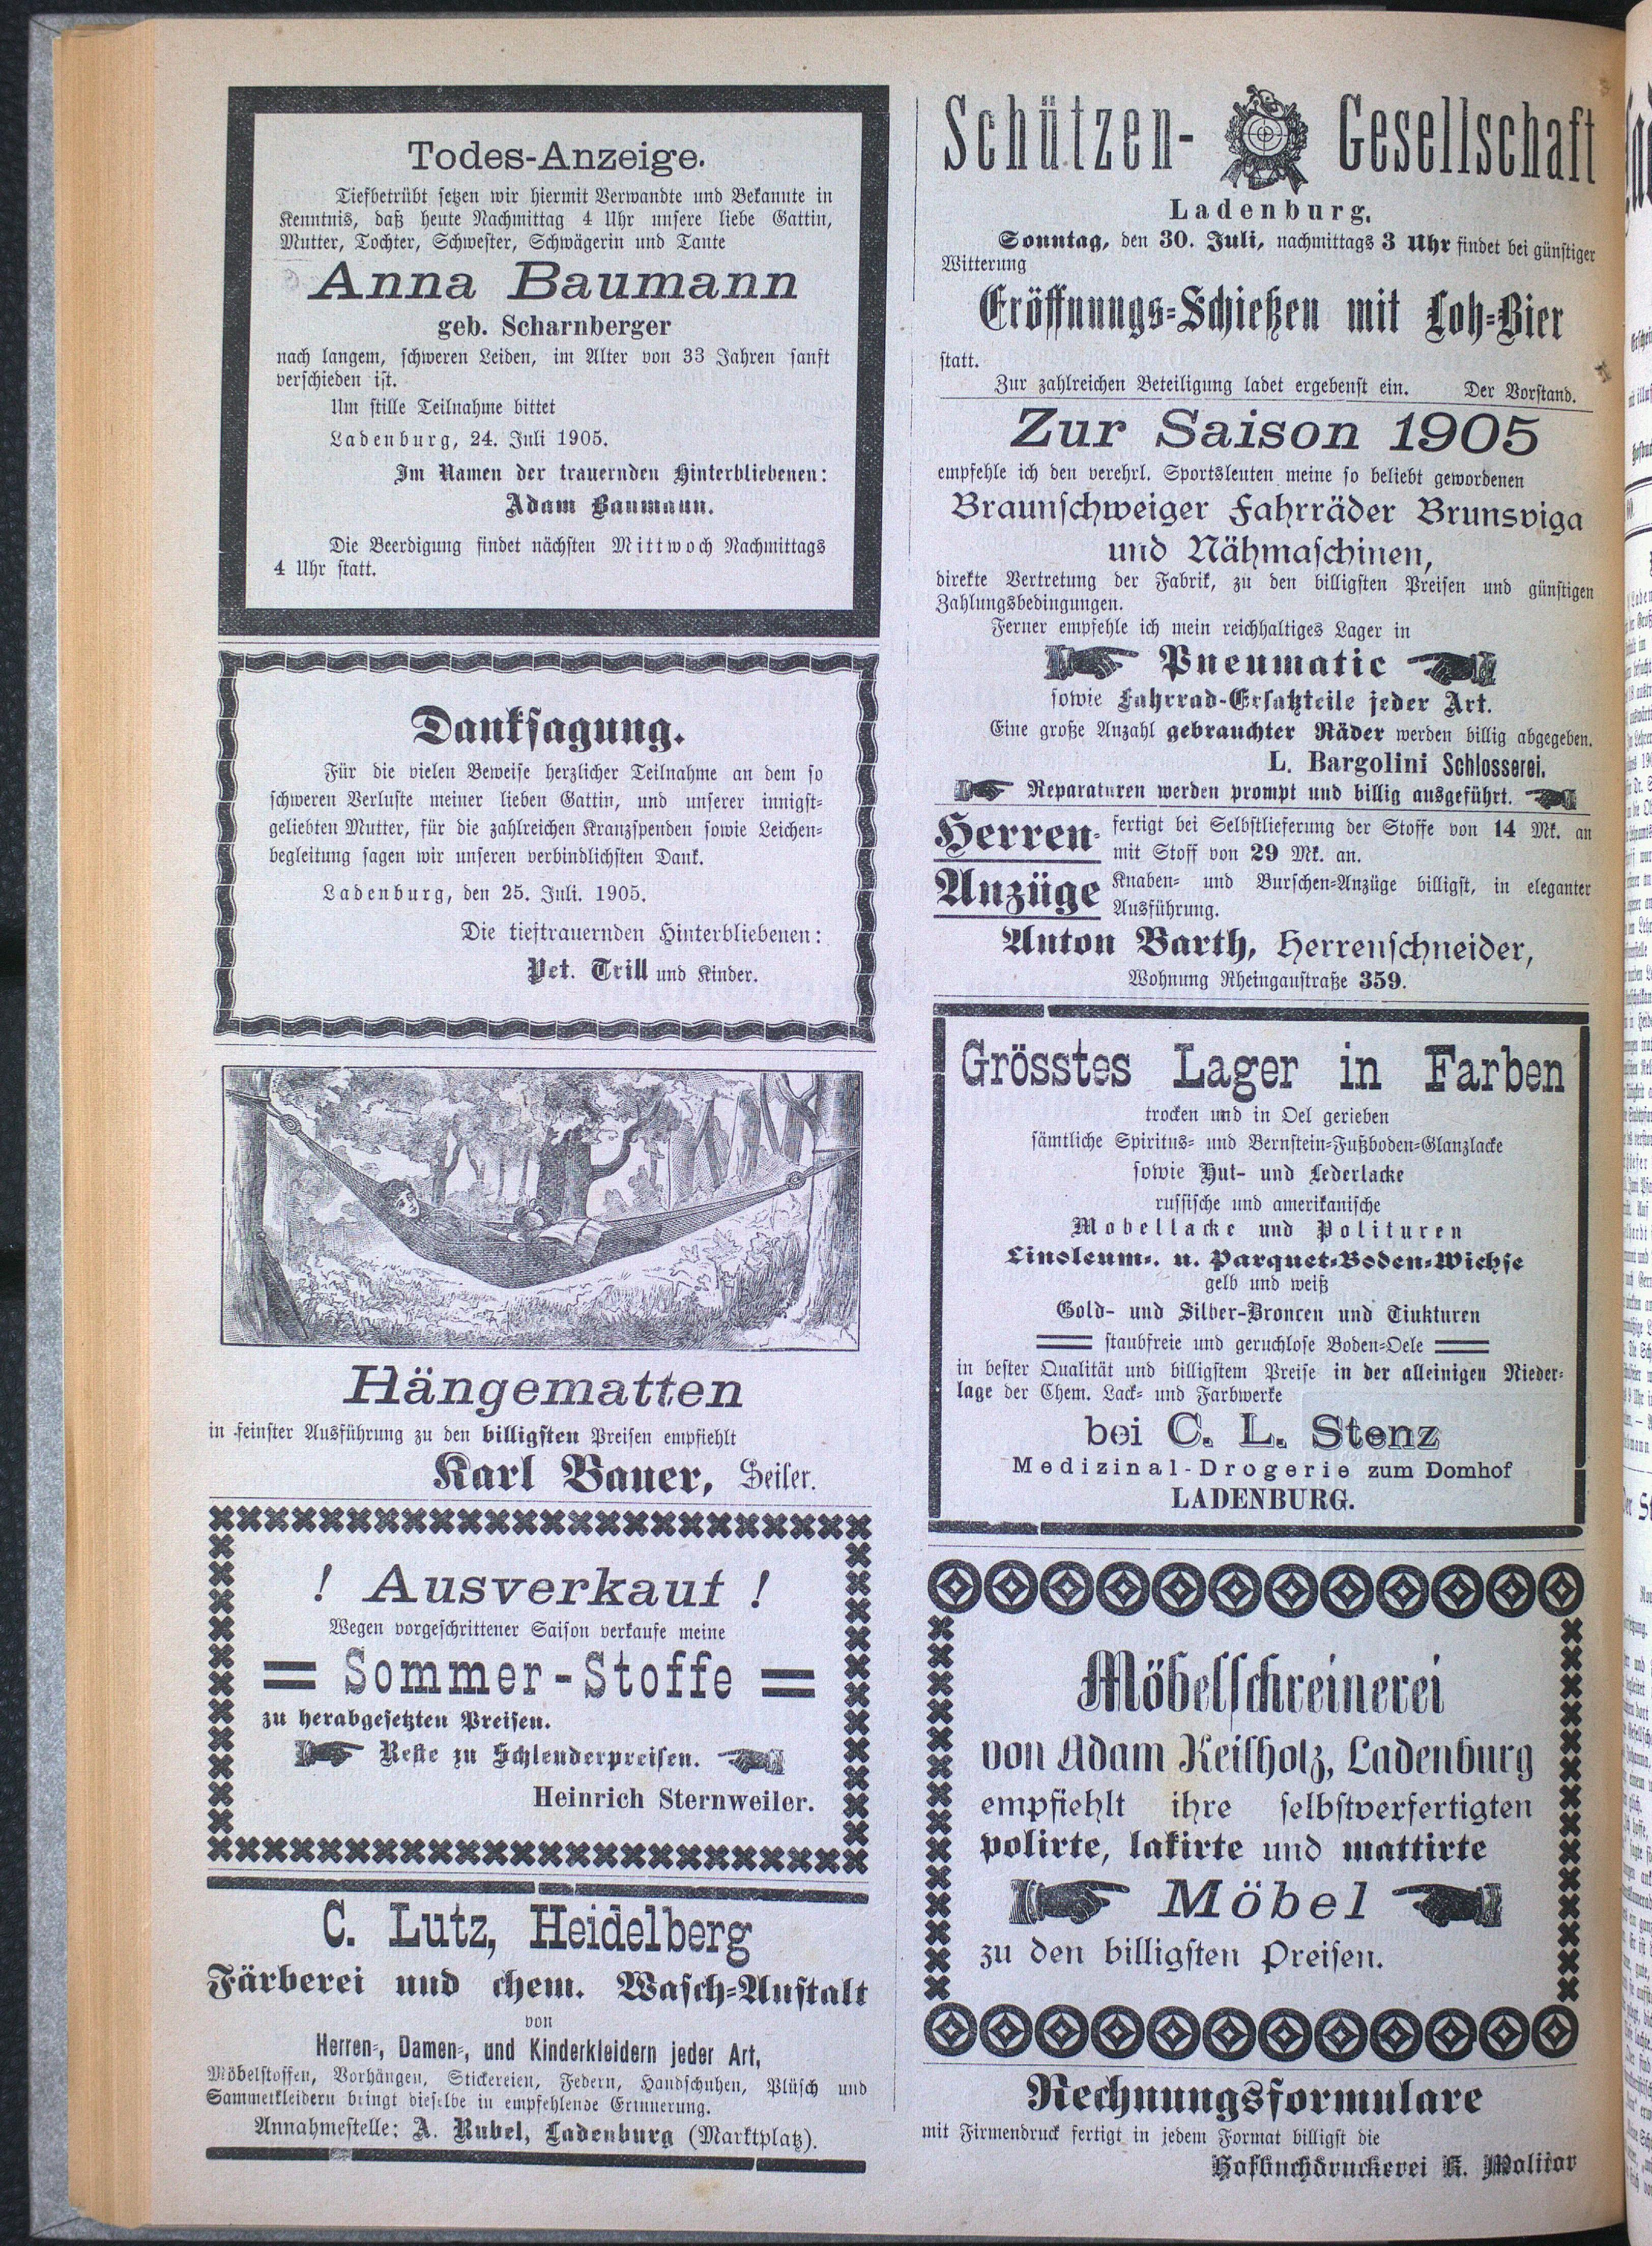 Todes-Anzeige.
Tiefbetrübt setzen wir hiermit Verwandte und Bekannte in
Kenntnis, daß heute Nachmittag 4 Uhr unsere liebe Gattin,
Mutter, Tochter, Schwester, Schwägerin und Tante
Anna Baumann
geb. Scharnberger
nach langem, schweren Leiden, im Alter von 33 Jahren sanft
verschieden ist.
Um stille Teilnahme bittet
Ladenburg, 24. Juli 1905.
Im Namen der trauernden Hinterbliebenen:
Adam Baumann.
Die Beerdigung findet nächsten Mittwoch Nachmittags
4 Uhr statt.
Danksagung.
Für die vielen Beweise herzlicher Teilnahme an dem so
schweren Verluste meiner lieben Gattin, und unserer innigst-
geliebten Mutter, für die zahlreichen Kranzspenden sowie Leichen-
begleitung sagen wir unseren verbindlichsten Dank.
Ladenburg, den 25. Juli. 1905.
Die tieftrauernden Hinterbliebenen:
Pet. Trill und Kinder.
Hängematten
in feinster Ausführung zu den billigsten Preisen empfiehlt
Karl Bauer, Seiler.
! Ausverkauf !
Wegen vorgeschrittener Saison verkaufe meine
= Sommer-Stoffe =
zu herabgesetzten Preisen.
Reste zu Schleuderpreisen.
Heinrich Sternweiler.
C. Lutz, Heidelberg
Färberei und chem. Wasch-Anstalt
von
Herren-, Damen-, und Kinderkleidern jeder Art,
Möbelstoffen, Vorhängen, Stickereien, Federn, Handschuhen, Plüsch und
Sammetkleidern bringt dieselbe in empfehlende Erinnerung.
Annahmestelle: A. Rubel, Ladenburg (Marktplatz).
Schützen- Gesellschaft
Ladenburg.
Sonntag, den 30. Juli, nachmittags 3 Uhr findet bei günstiger
Witterung
Eröffnungs-Schießen mit Loh-Bier
statt.
Zur zahlreichen Beteiligung ladet ergebenst ein. Der Vorstand.
Zur Saison 1905
empfehle ich den verehrl. Sportsleuten meine so beliebt gewordenen
Braunschweiger Fahrräder Brunsviga
und Nähmaschinen,
direkte Vertretung der Fabrik, zu den billigsten Preisen und günstigen
Zahlungsbedingungen.
Ferner empfehle ich mein reichhaltiges Lager in
Pneumatic
sowie Fahrrad-Ersatzteile jeder Art.
Eine große Anzahl gebrauchter Räder werden billig abgegeben.
L. Bargolini Schlosserei.
Reparaturen werden prompt und billig ausgeführt.
Herren-
Anzüge
fertigt bei Selbstlieferung der Stoffe von 14 Mk. an
mit Stoff von 29 Mk. an.
Knaben- und Burschen-Anzüge billigst, in eleganter
Ausführung.
Anton Barth, Herrenschneider,
Wohnung Rheingaustraße 359.
Grösstes Lager in Farben
trocken und in Oel gerieben
sämtliche Spiritus- und Bernstein-Fußboden-Glanzlacke
sowie Hut- und Lederlacke
russische und amerikanische
Mobellacke und Polituren
Linoleum-. u. Parquet-Boden-Wichse
gelb und weiß
Gold- und Silber-Broncen und Tinkturen
staubfreie und geruchlose Boden-Oele
in bester Qualität und billigstem Preise in der alleinigen Nieder-
lage der Chem. Lack- und Farbwerke
bei C. L. Stenz
Medizinal-Drogerie zum Domhof
LADENBURG.
Möbelschreinerei
von Adam Keilholz, Ladenburg
empfiehlt ihre selbstverfertigten
polirte, lakirte und mattirte
Möbel
zu den billigsten Preisen.
Rechnungsformulare
mit Firmendruck fertigt in jedem Format billigst die
Hofbuchdruckerei K. Molitor